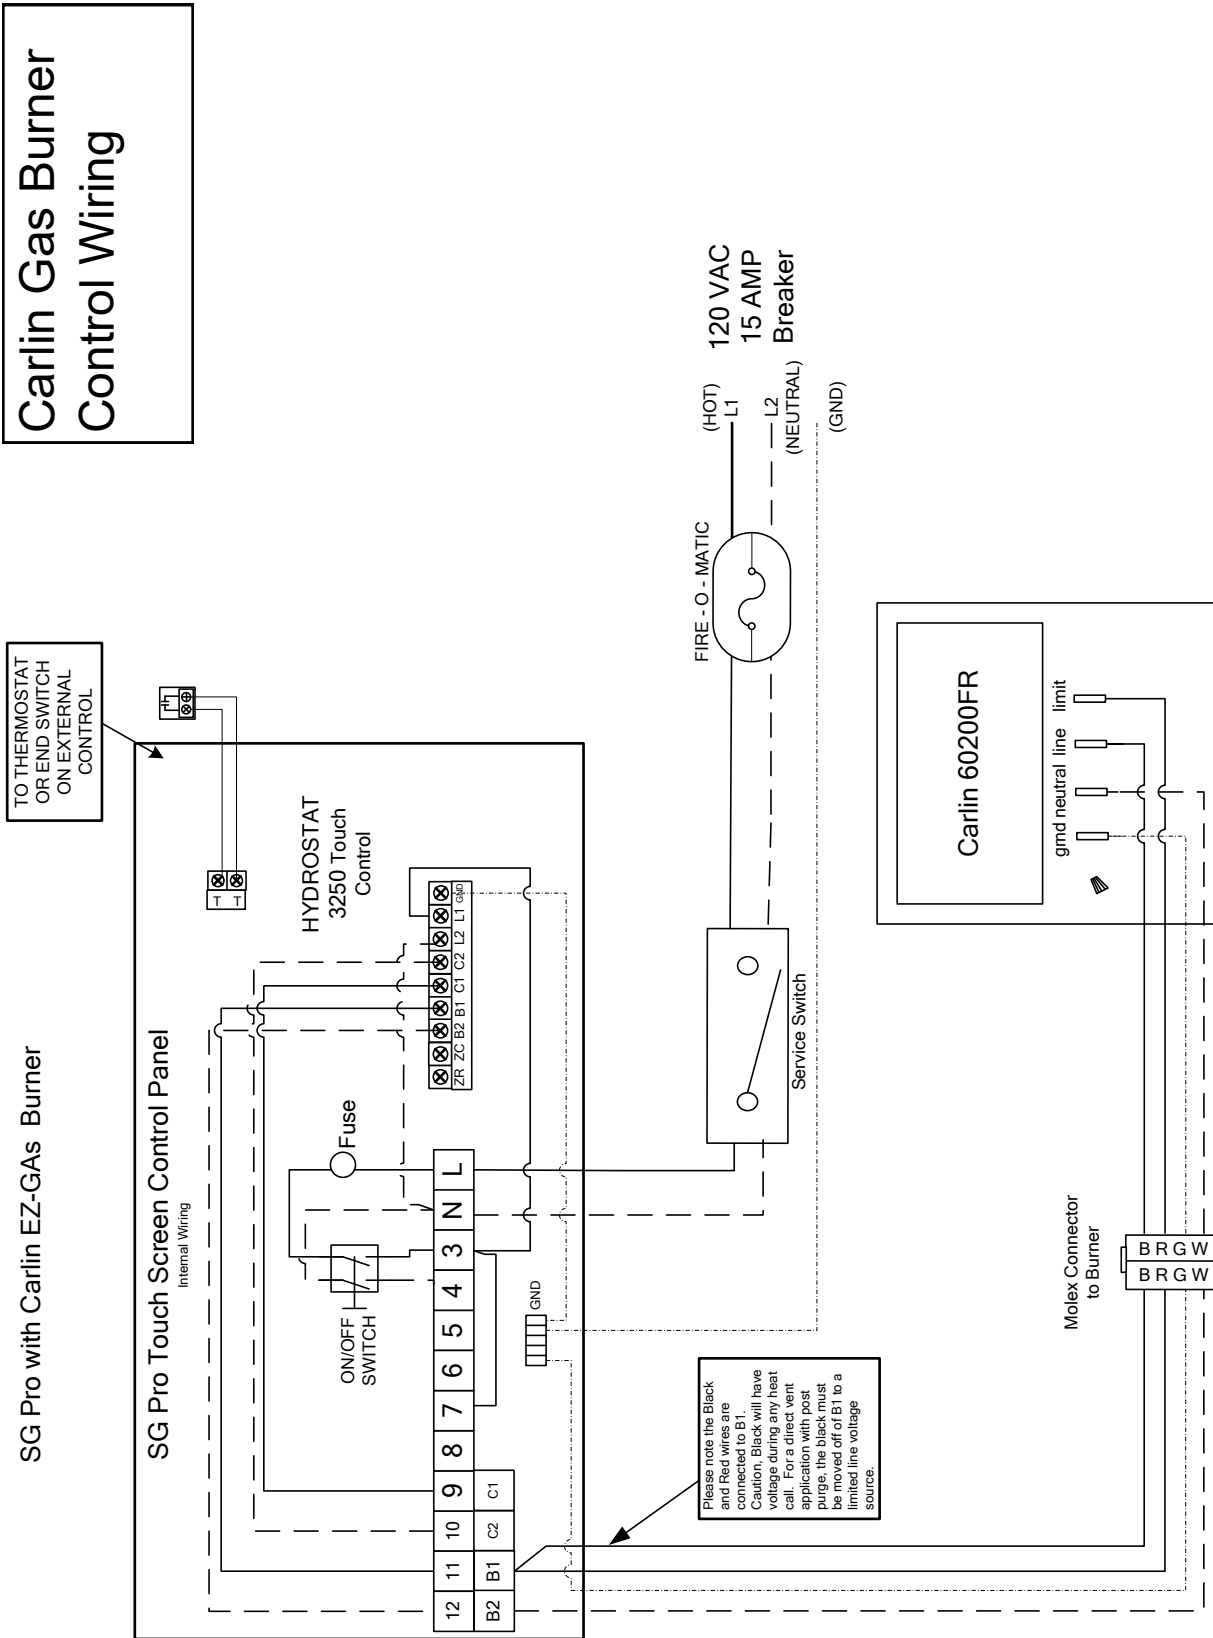 Carlin Gas Burner
Control Wiring
SG Pro with Carlin EZ-GAs Burner
SG Pro Touch Screen Control Panel
Internal Wiring
TO THERMOSTAT
OR END SWITCH
ON EXTERNAL
CONTROL
T T
HYDROSTAT
3250 Touch
Control
ZR ZC B2 B1 C1 C2 L2 L1 GND
Fuse
ON/OFF
SWITCH
12 11 10 9 8 7 6 5 4 3 N L
B2 B1 C2 C1
GND
Please note the Black
and Red wires are
connected to B1.
Caution, Black will have
voltage during any heat
call. For a direct vent
application with post
purge, the black must
be moved off of B1 to a
limited line voltage
source.
Service Switch
FIRE - O - MATIC
(HOT)
L1
L2
(NEUTRAL)
(GND)
120 VAC
15 AMP
Breaker
Carlin 60200FR
gmd neutral line limit
Molex Connector
to Burner
B R G W
B R G W